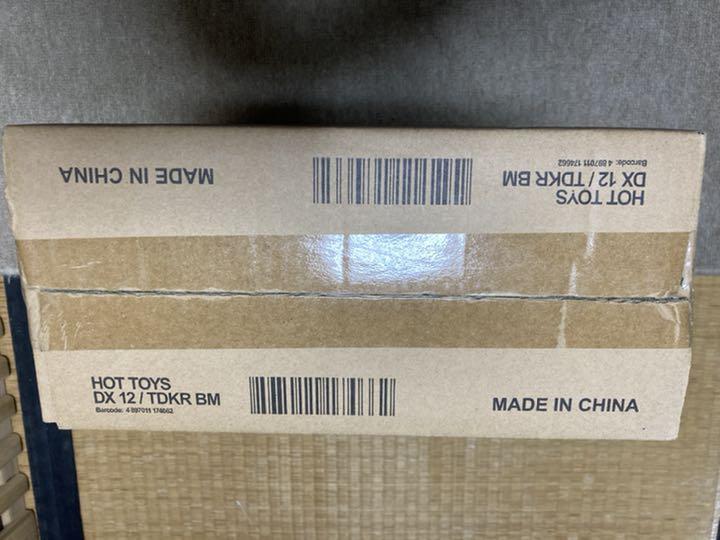 MADE IN CHINA
HOT TOYS
DX 12 / TDKR BM
Barcode: 4 897011 174662
HOT TOYS
DX 12 / TDKR BM
Barcode: 4 897011 174662
MADE IN CHINA